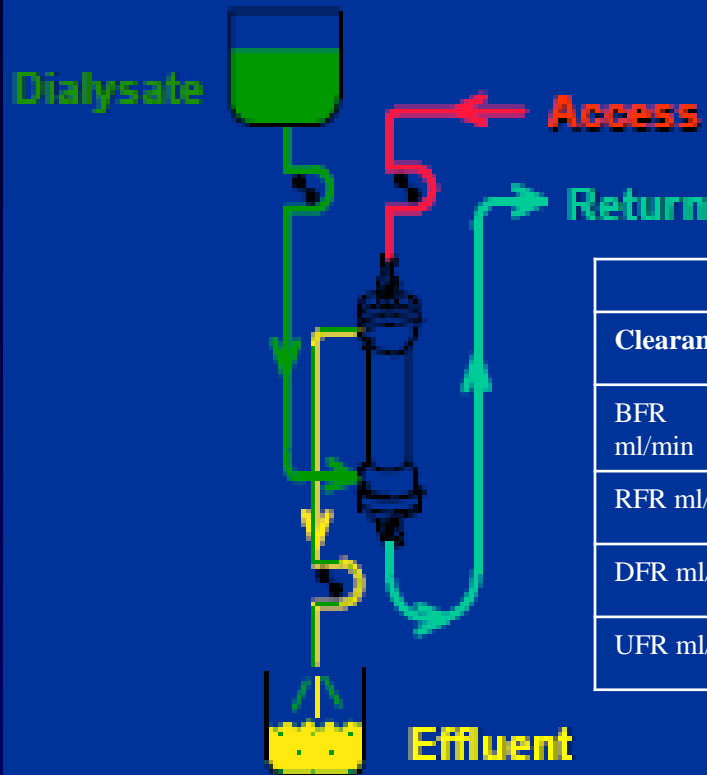 Dialysate
Access
Return
Clearan
BFR
ml/min
RFR ml/
DFR ml/
UFR ml/
Effluent